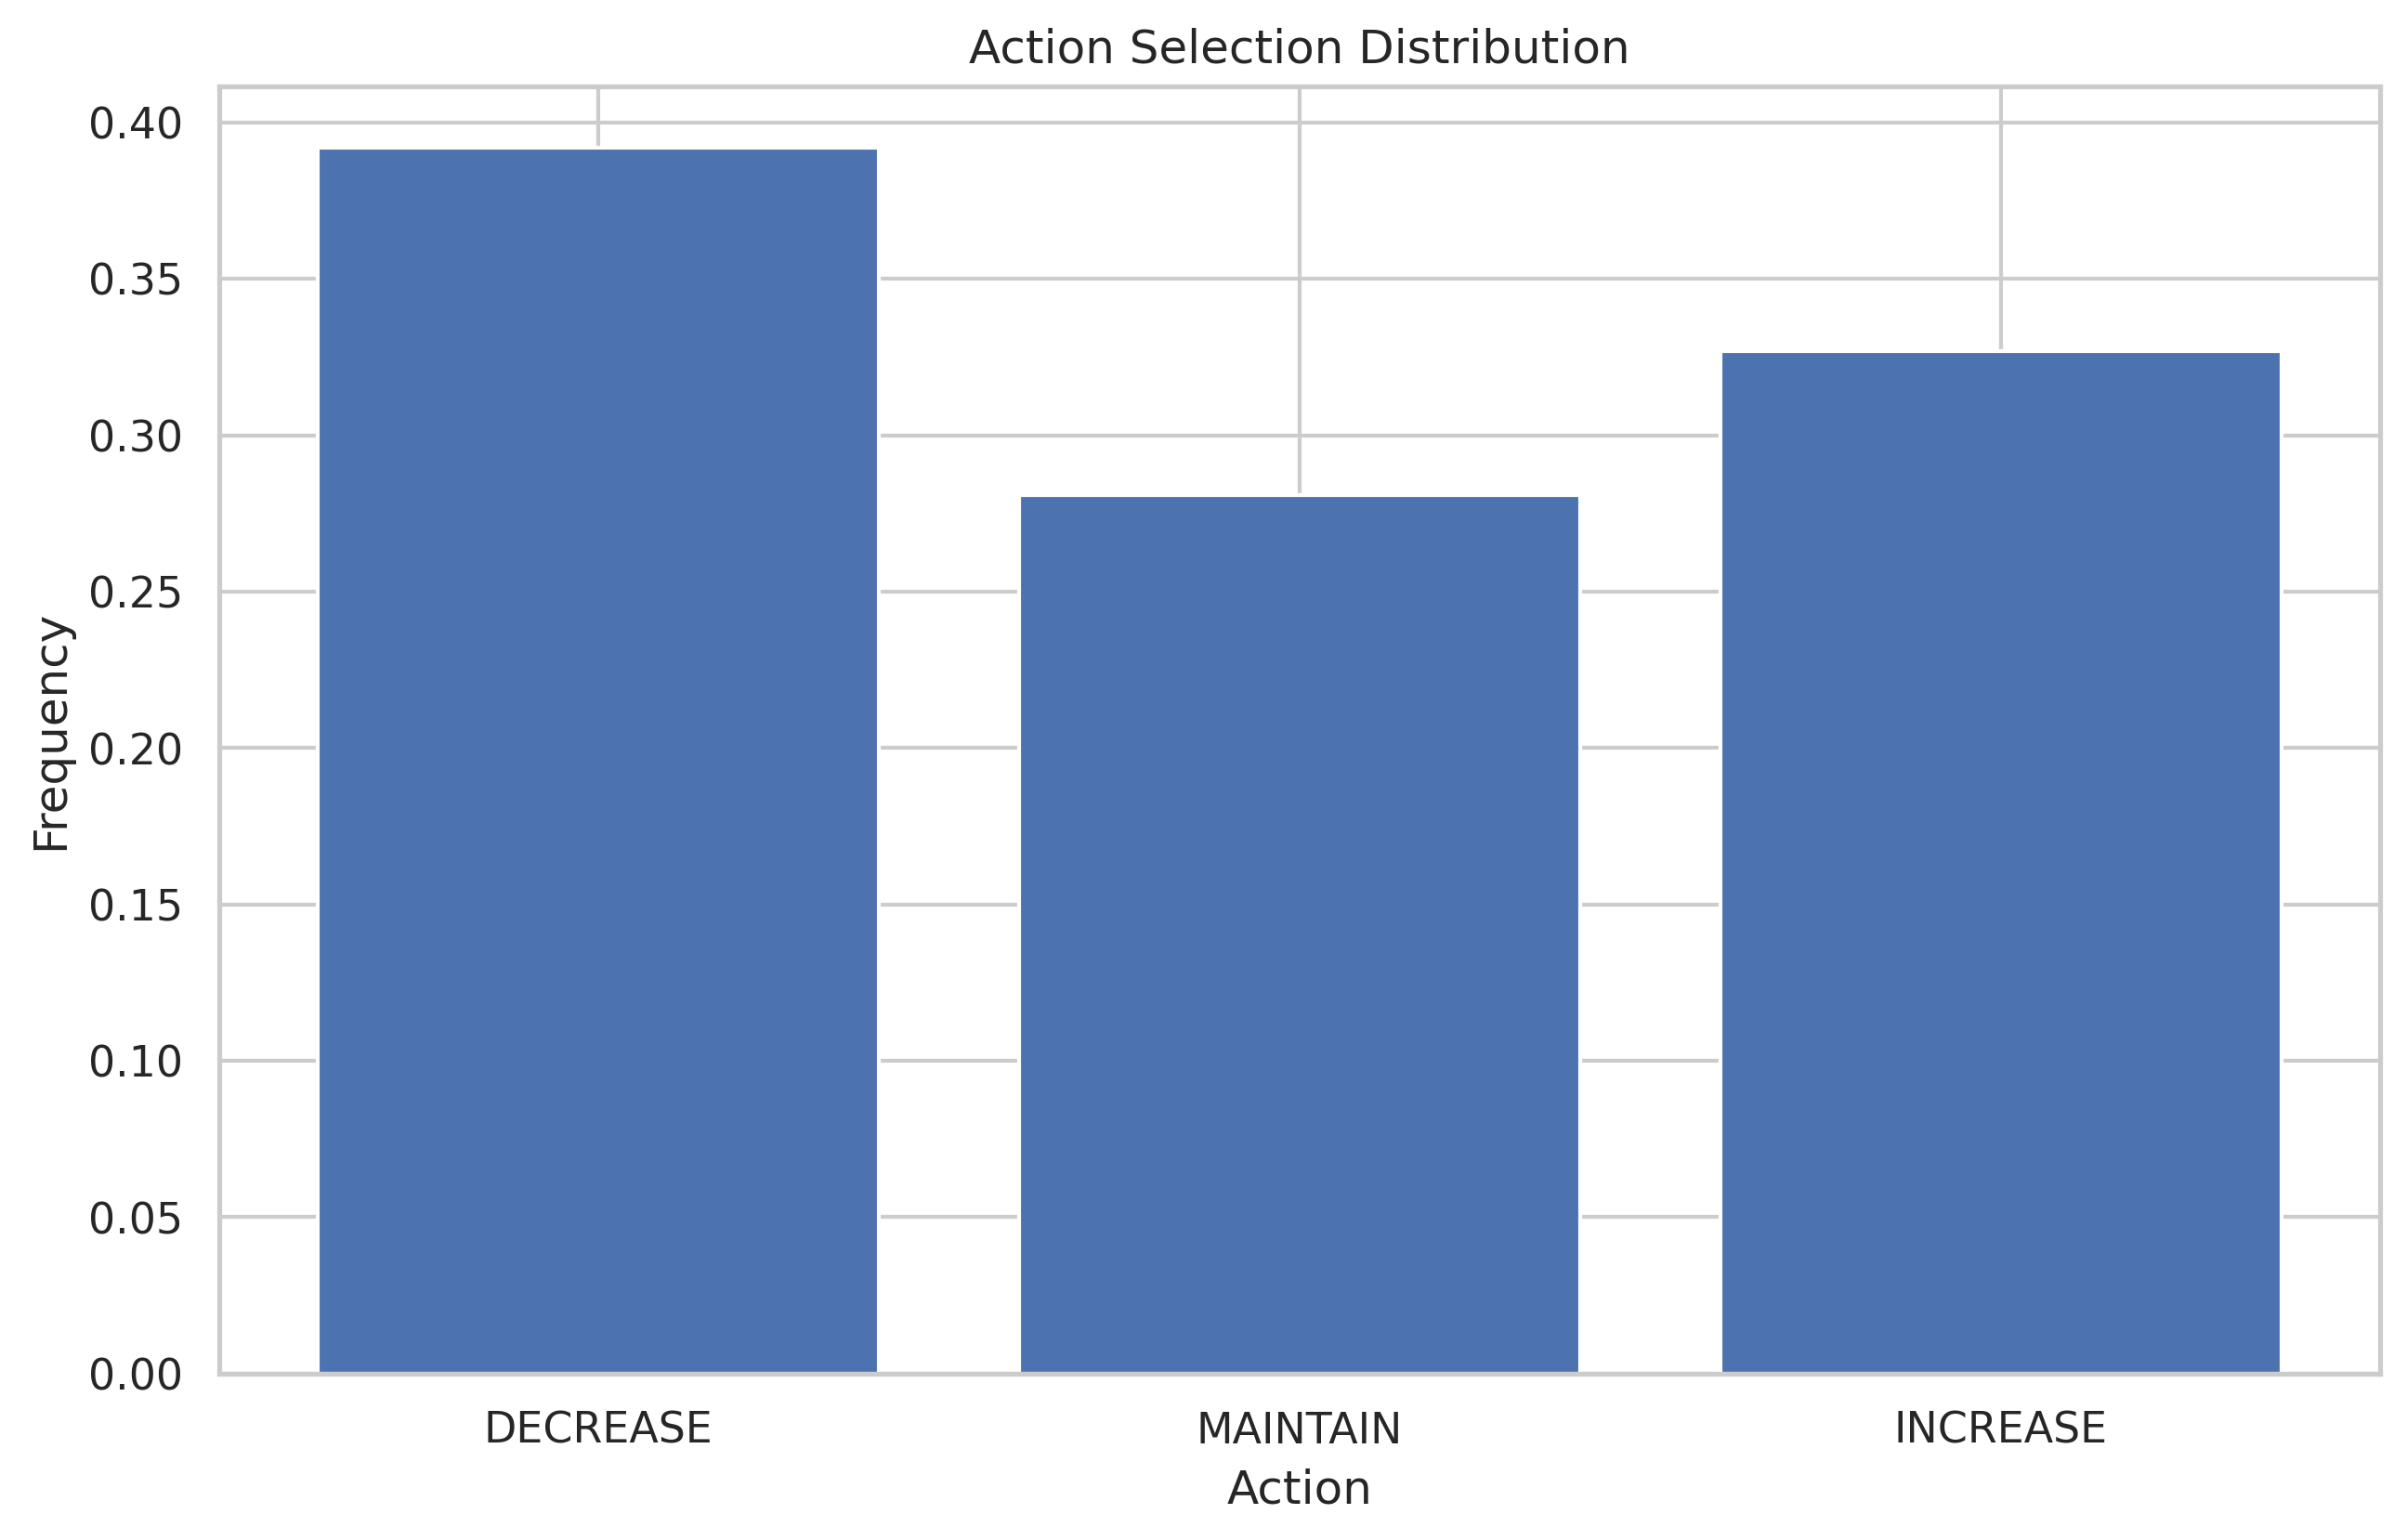 Action Selection Distribution
0.40
0.35
0.30
0.25
0.20
0.15
0.10
0.05
0.00
Frequency
DECREASE MAINTAIN INCREASE
Action